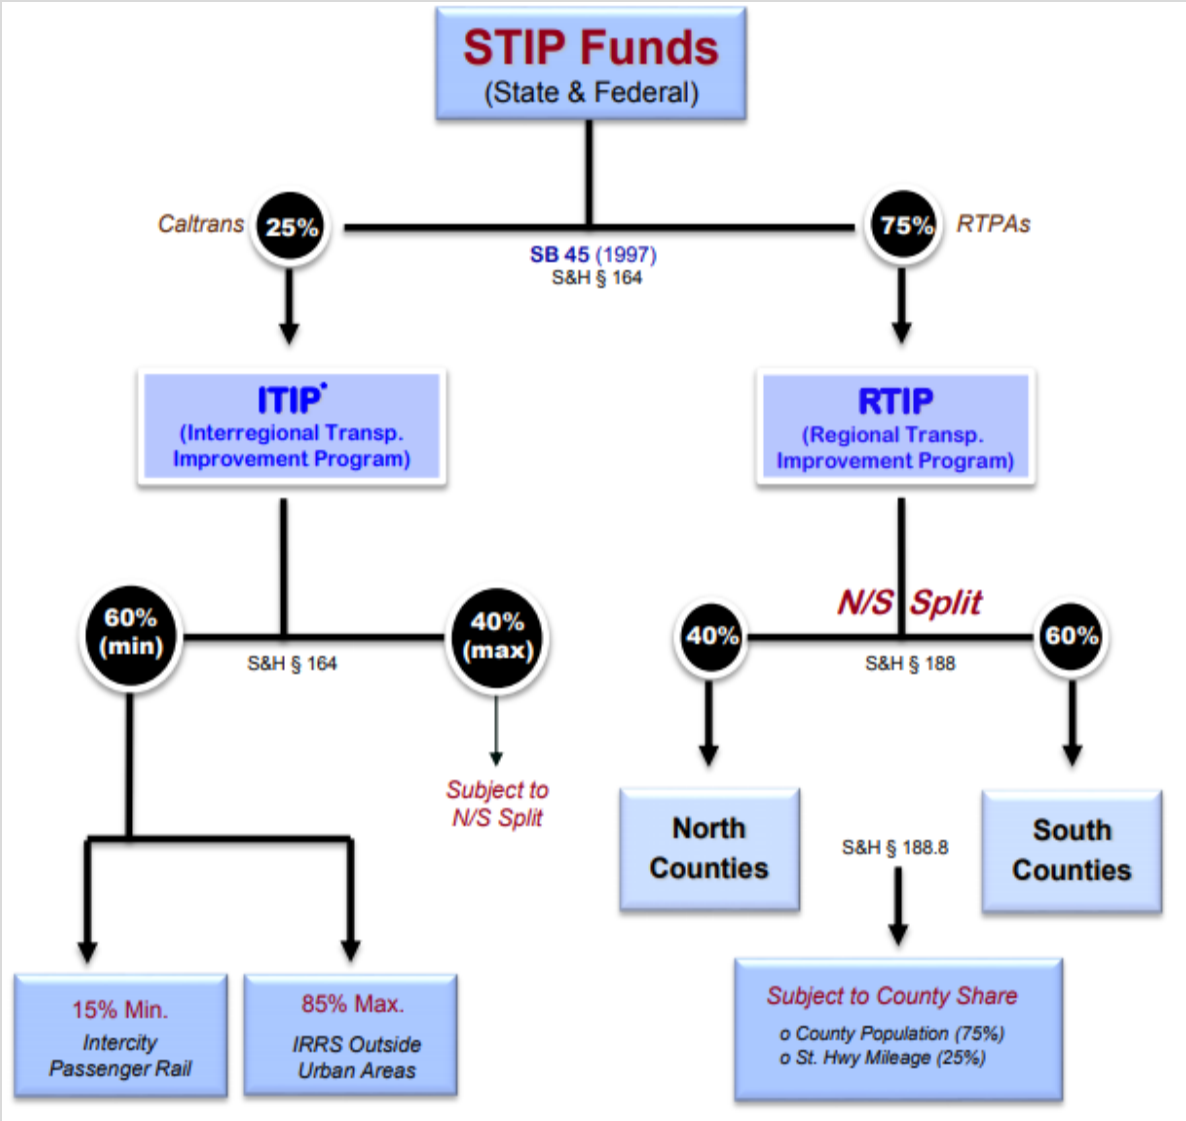 STIP Funds
(State & Federal)
Caltrans
25%
75%
RTPAs
SB 45 (1997)
S&H § 164
ITIP*
(Interregional Transp.
Improvement Program)
RTIP
(Regional Transp.
Improvement Program)
60%
(min)
40%
(max)
S&H § 164
N/S Split
40%
60%
S&H § 188
Subject to
N/S Split
North
Counties
South
Counties
S&H § 188.8
15% Min.
Intercity
Passenger Rail
85% Max.
IRRS Outside
Urban Areas
Subject to County Share
o County Population (75%)
o St. Hwy Mileage (25%)